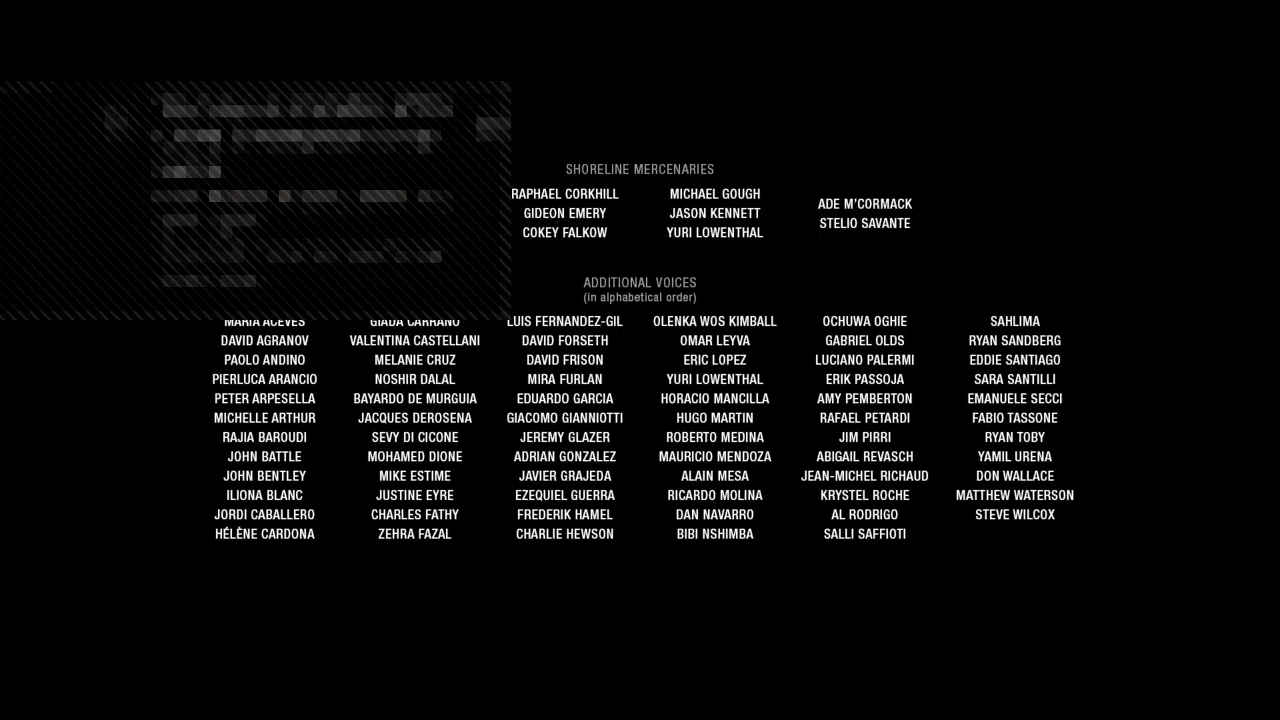 SHORELINE MERCENARIES
RAPHAEL CORKHILL MICHAEL GOUGH ADE M'CORMACK
GIDEON EMERY JASON KENNETT STELIO SAVANTE
COKEY FALKOW YURI LOWENTHAL
ADDITIONAL VOICES
(in alphabetical order)
MARIA ACEVES GIADA CARRANO LUIS FERNANDEZ-GIL OLENKA WOS KIMBALL OCHUWA OGHIE SAHLIMA
DAVID AGRANOV VALENTINA CASTELLANI DAVID FORSETH OMAR LEYVA GABRIEL OLDS RYAN SANDBERG
PAOLO ANDINO MELANIE CRUZ DAVID FRISON ERIC LOPEZ LUCIANO PALERMI EDDIE SANTIAGO
PIERLUCA ARANCIO NOSHIR DALAL MIRA FURLAN YURI LOWENTHAL ERIK PASSOJA SARA SANTILLI
PETER ARPESELLA BAYARDO DE MURGUIA EDUARDO GARCIA HORACIO MANCILLA AMY PEMBERTON EMANUELE SECCI
MICHELLE ARTHUR JACQUES DEROSENA GIACOMO GIANNIOTTI HUGO MARTIN RAFAEL PETARDI FABIO TASSONE
RAJIA BAROUDI SEVY DI CICONE JEREMY GLAZER ROBERTO MEDINA JIM PIRRI RYAN TOBY
JOHN BATTLE MOHAMED DIONE ADRIAN GONZALEZ MAURICIO MENDOZA ABIGAIL REVASCH YAMIL URENA
JOHN BENTLEY MIKE ESTIME JAVIER GRAJEDA ALAIN MESA JEAN-MICHEL RICHAUD DON WALLACE
ILIONA BLANC JUSTINE EYRE EZEQUIEL GUERRA RICARDO MOLINA KRYSTEL ROCHE MATTHEW WATERSON
JORDI CABALLERO CHARLES FATHY FREDERIK HAMEL DAN NAVARRO AL RODRIGO STEVE WILCOX
HÉLÈNE CARDONA ZEHRA FAZAL CHARLIE HEWSON BIBI NSHIMBA SALLI SAFFIOTI